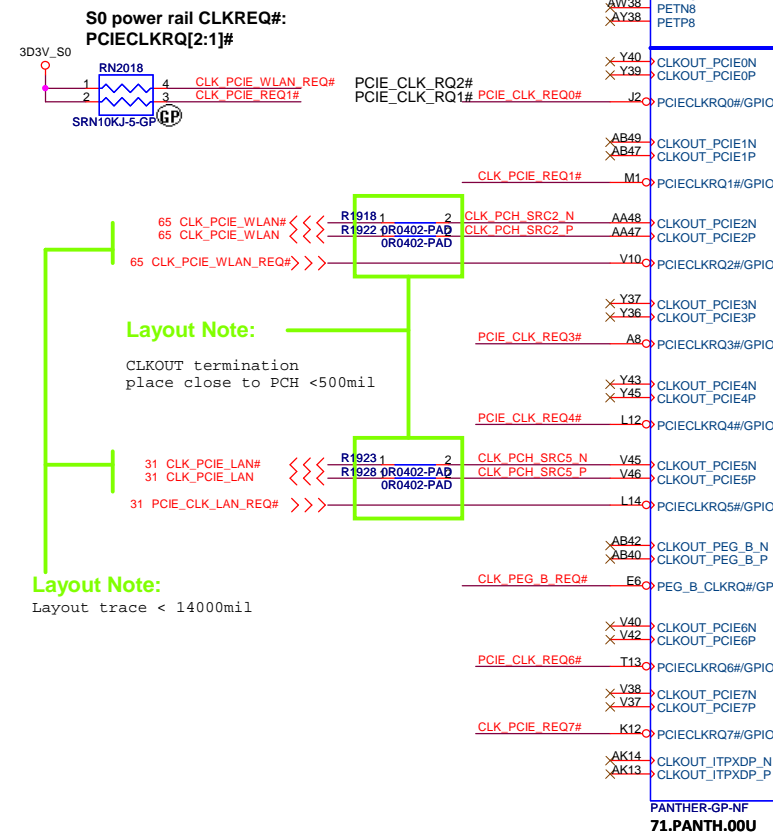 AW38
PETN8
AY38
PETP8
S0 power rail CLKREQ#:
PCIECLKRQ[2:1]#
3D3V_S0
RN2018
1 4 CLK_PCIE_WLAN_REQ# PCIE_CLK_RQ2#
2 3 CLK_PCIE_REQ1# PCIE_CLK_RQ1#
SRN10KJ-5-GP
GP
Y40 CLKOUT_PCIE0N
Y39 CLKOUT_PCIE0P
PCIE_CLK_REQ0# J2 PCIECLKRQ0#/GPIO
AB49 CLKOUT_PCIE1N
AB47 CLKOUT_PCIE1P
CLK_PCIE_REQ1# M1 PCIECLKRQ1#/GPIO
65 CLK_PCIE_WLAN# R1918 1 2 CLK_PCH_SRC2_N AA48 CLKOUT_PCIE2N
65 CLK_PCIE_WLAN R1922 1 0R0402-PAD 2 CLK_PCH_SRC2_P AA47 CLKOUT_PCIE2P
0R0402-PAD
65 CLK_PCIE_WLAN_REQ# V10 PCIECLKRQ2#/GPIO
Y37 CLKOUT_PCIE3N
Y36 CLKOUT_PCIE3P
Layout Note:
PCIE_CLK_REQ3# A8 PCIECLKRQ3#/GPIO
CLKOUT termination
place close to PCH <500mil
Y43 CLKOUT_PCIE4N
Y45 CLKOUT_PCIE4P
PCIE_CLK_REQ4# L12 PCIECLKRQ4#/GPIO
31 CLK_PCIE_LAN# R1923 1 2 CLK_PCH_SRC5_N V45 CLKOUT_PCIE5N
31 CLK_PCIE_LAN R1928 1 0R0402-PAD 2 CLK_PCH_SRC5_P V46 CLKOUT_PCIE5P
0R0402-PAD
31 PCIE_CLK_LAN_REQ# L14 PCIECLKRQ5#/GPIO
AB42 CLKOUT_PEG_B_N
AB40 CLKOUT_PEG_B_P
Layout Note:
CLK_PEG_B_REQ# E6 PEG_B_CLKRQ#/GP
Layout trace < 14000mil
V40 CLKOUT_PCIE6N
V42 CLKOUT_PCIE6P
PCIE_CLK_REQ6# T13 PCIECLKRQ6#/GPIO
V38 CLKOUT_PCIE7N
V37 CLKOUT_PCIE7P
CLK_PCIE_REQ7# K12 PCIECLKRQ7#/GPIO
AK14 CLKOUT_ITPXDP_N
AK13 CLKOUT_ITPXDP_P
PANTHER-GP-NF
71.PANTH.00U